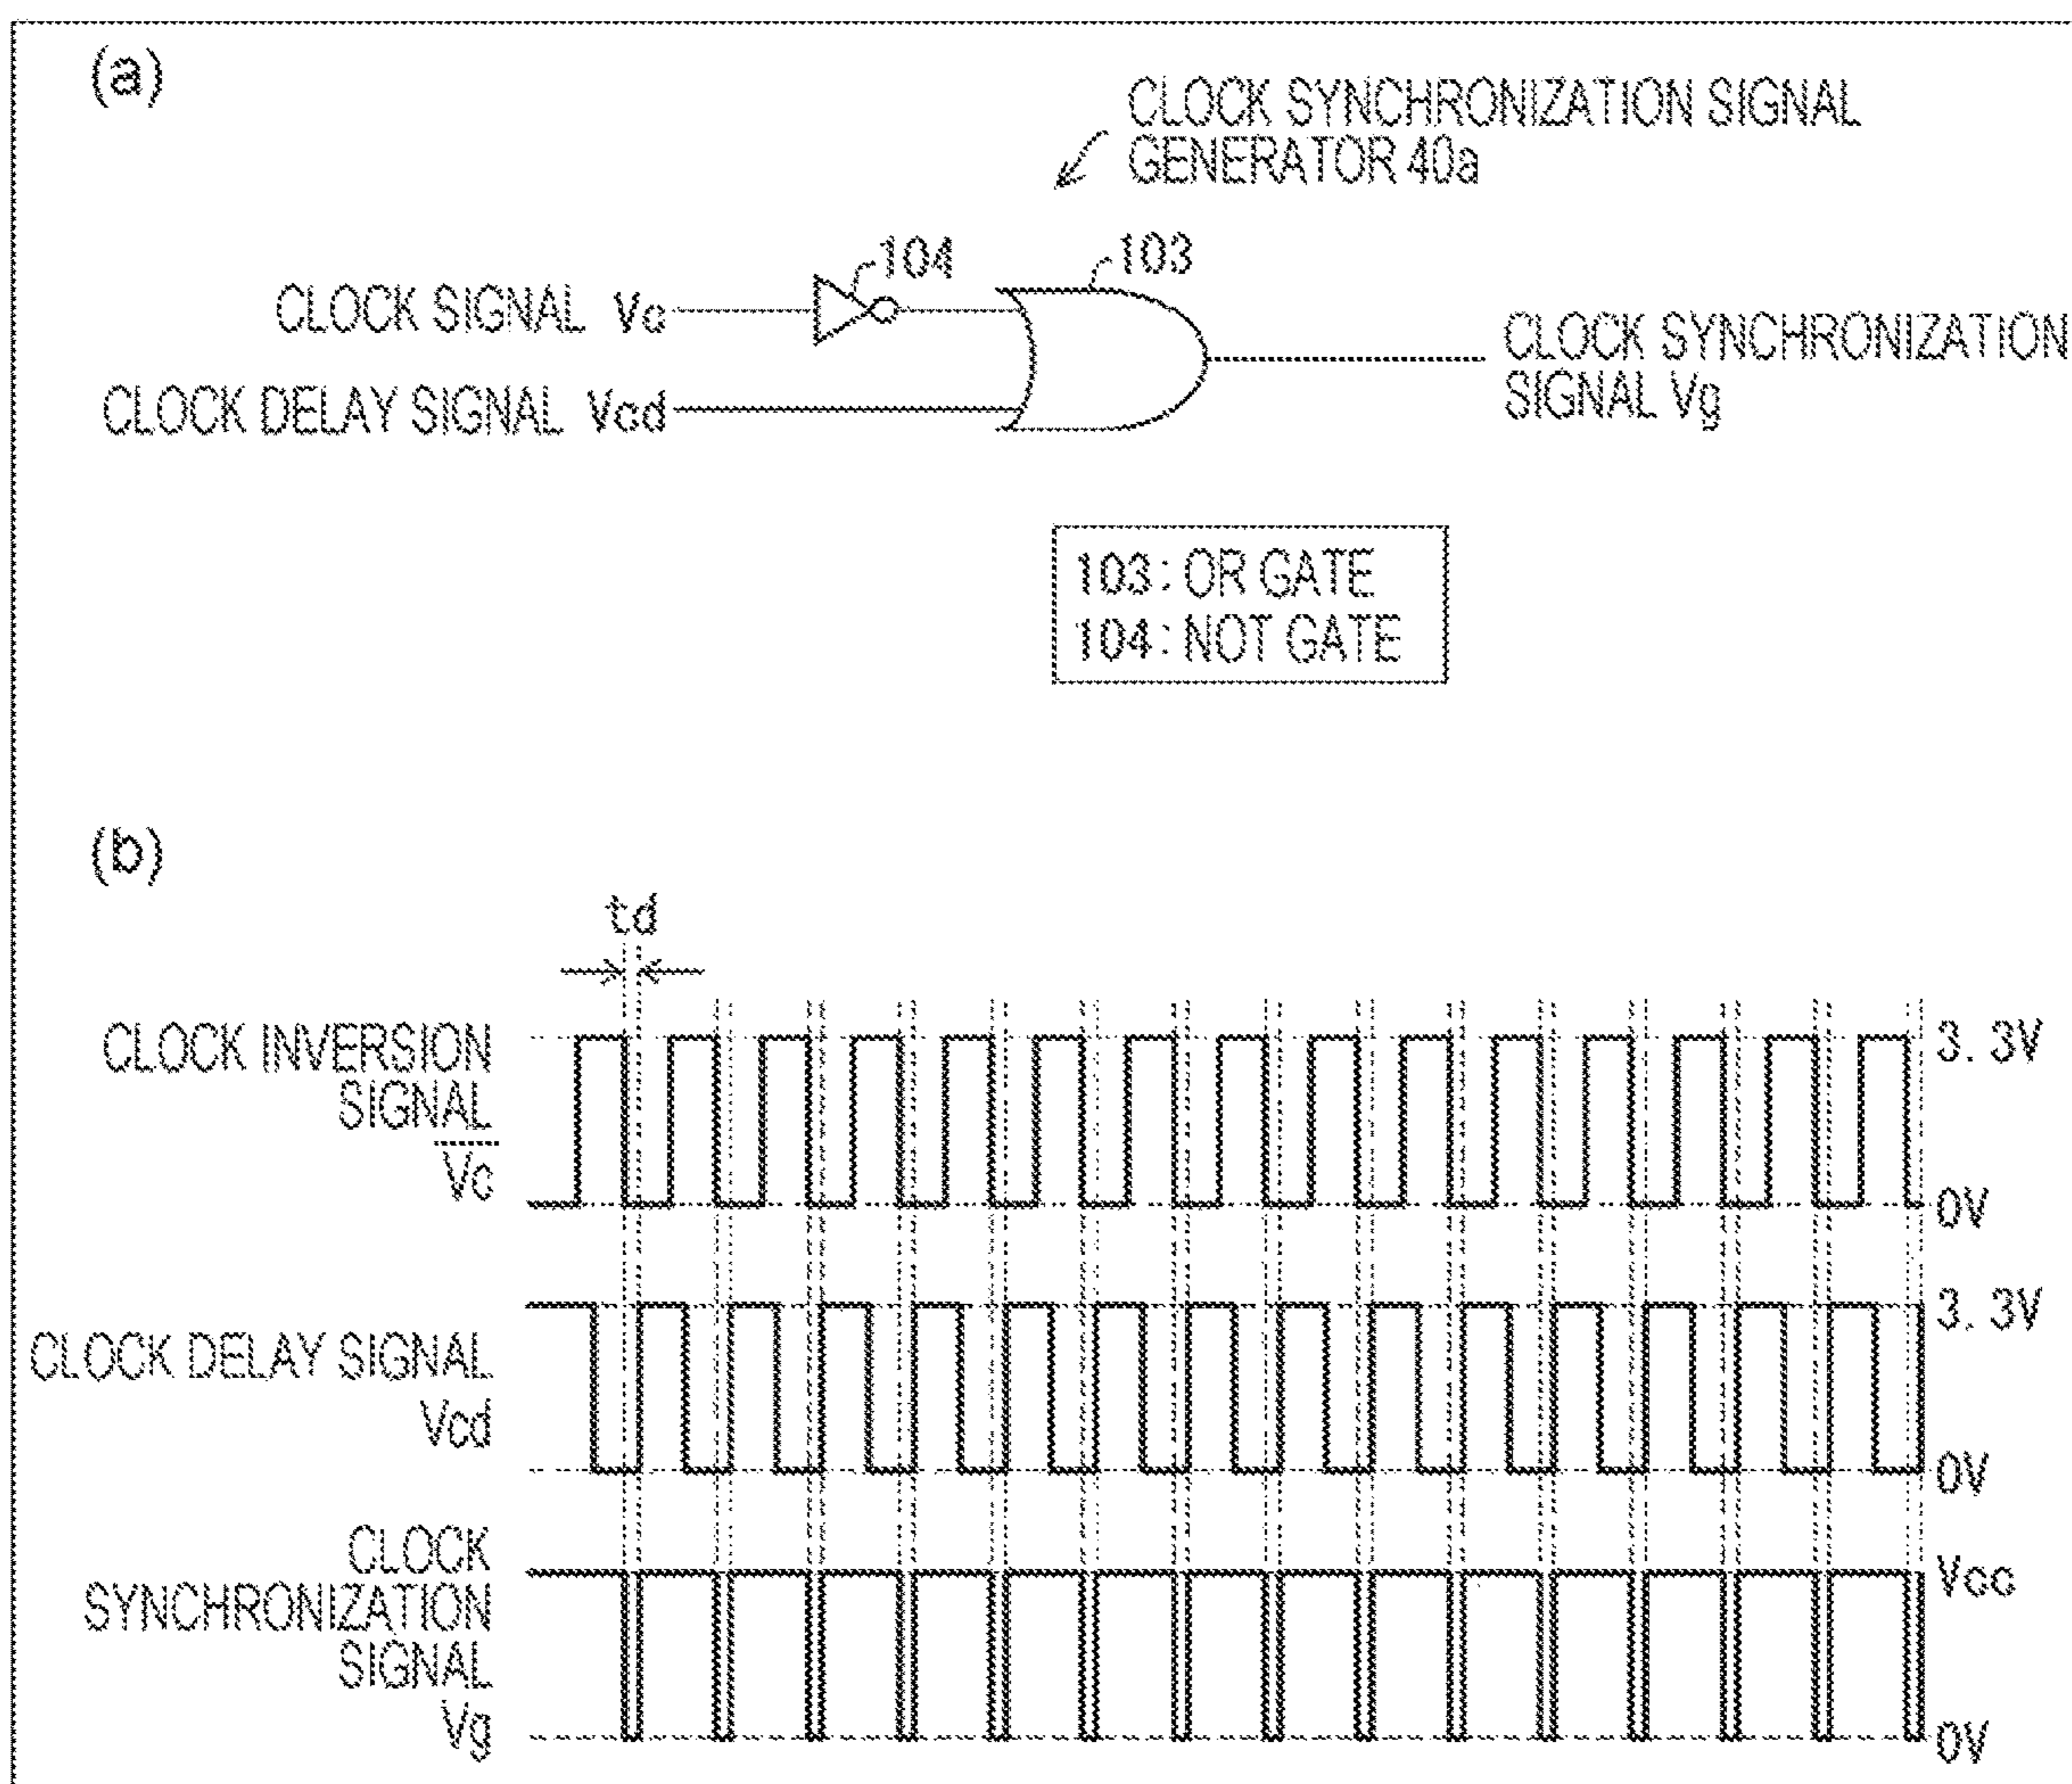 (a)
CLOCK SYNCHRONIZATION SIGNAL
GENERATOR 40a
104
103
CLOCK SIGNAL Vc
CLOCK DELAY SIGNAL Vcd
CLOCK SYNCHRONIZATION
SIGNAL Vg
103 : OR GATE
104 : NOT GATE
(b)
td
CLOCK INVERSION
SIGNAL
V̅c̅
3. 3V
0V
CLOCK DELAY SIGNAL
Vcd
3. 3V
0V
CLOCK
SYNCHRONIZATION
SIGNAL
Vg
Vcc
0V